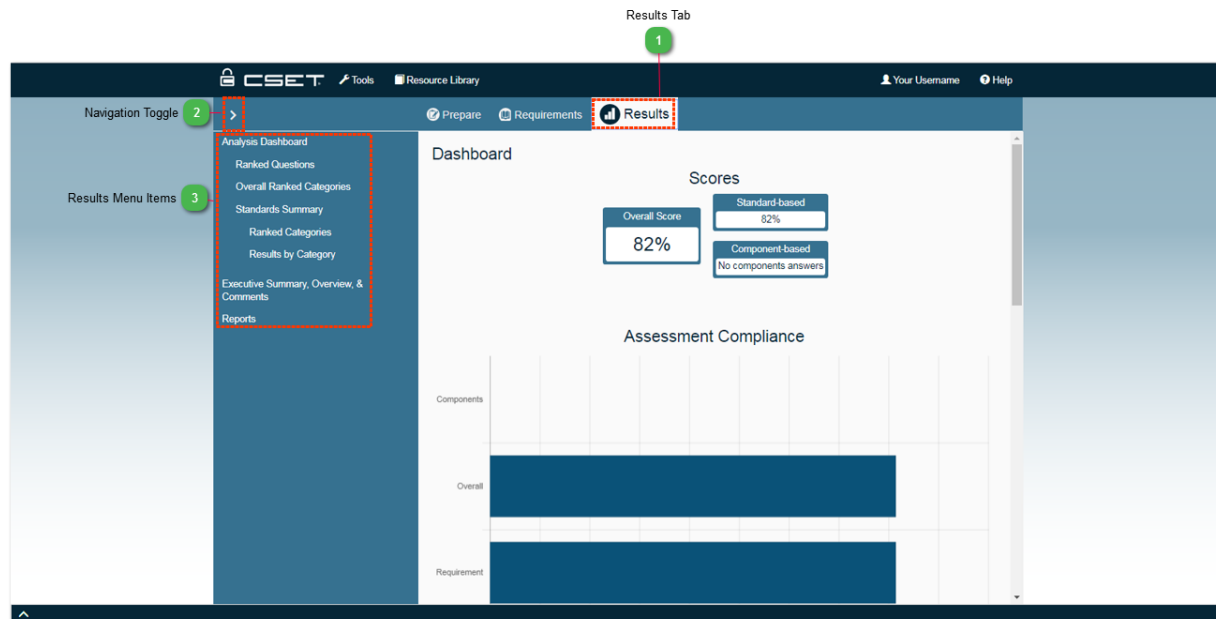 Results Tab
1
CSET
Tools
Resource Library
Your Username
Help
Navigation Toggle
2
Prepare
Requirements
Results
Results Menu Items
3
Analysis Dashboard
Ranked Questions
Overall Ranked Categories
Standards Summary
Ranked Categories
Results by Category
Executive Summary, Overview, &
Comments
Reports
Dashboard
Scores
Overall Score
82%
Standard-based
82%
Component-based
No components answers
Assessment Compliance
Components
Overall
Requirement